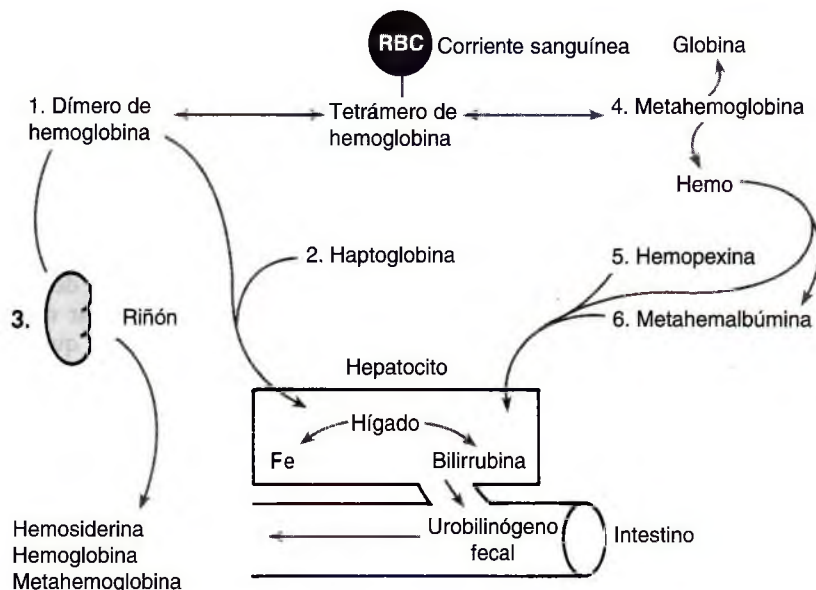 RBC Corriente sanguínea
Globina
1. Dímero de
hemoglobina
Tetrámero de
hemoglobina
4. Metahemoglobina
Hemo
2. Haptoglobina
5. Hemopexina
3.
Riñón
6. Metahemalbúmina
Hepatocito
Hígado
Fe
Bilirrubina
Hemosiderina
Hemoglobina
Metahemoglobina
Urobilinógeno
fecal
Intestino